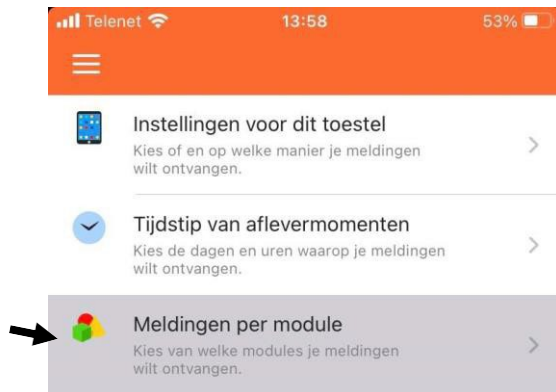 Telenet 13:58 53%
Instellingen voor dit toestel
Kies of en op welke manier je meldingen
wilt ontvangen.
Tijdstip van aflevermomenten
Kies de dagen en uren waarop je meldingen
wilt ontvangen.
Meldingen per module
Kies van welke modules je meldingen
wilt ontvangen.